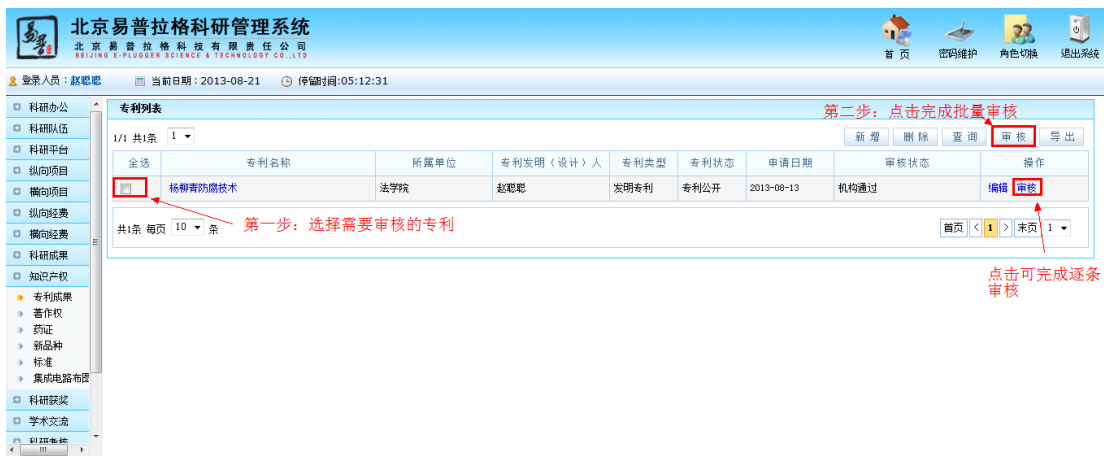 北京易普拉格科研管理系统
北京易普拉格科技有限责任公司
BEIJING E-PLUGGER SCIENCE & TECHNOLOGY CO.,LTD
首 页 密码维护 角色切换 退出系统
登录人员：赵聪聪 当前日期：2013-08-21 停留时间:05:12:31
科研办公
科研队伍
科研平台
纵向项目
横向项目
纵向经费
横向经费
科研成果
知识产权
专利成果
著作权
药证
新品种
标准
集成电路布图
科研获奖
学术交流
科研考核
专利列表
第二步：点击完成批量审核
1/1 共1条 1 新 增 删 除 查 询 审 核 导 出
全选 专利名称 所属单位 专利发明（设计）人 专利类型 专利状态 申请日期 审核状态 操作
杨柳青防腐技术 法学院 赵聪聪 发明专利 专利公开 2013-08-13 机构通过 编辑 审核
第一步：选择需要审核的专利
共1条 每页 10 条 首页 < 1 > 末页 1
点击可完成逐条
审核